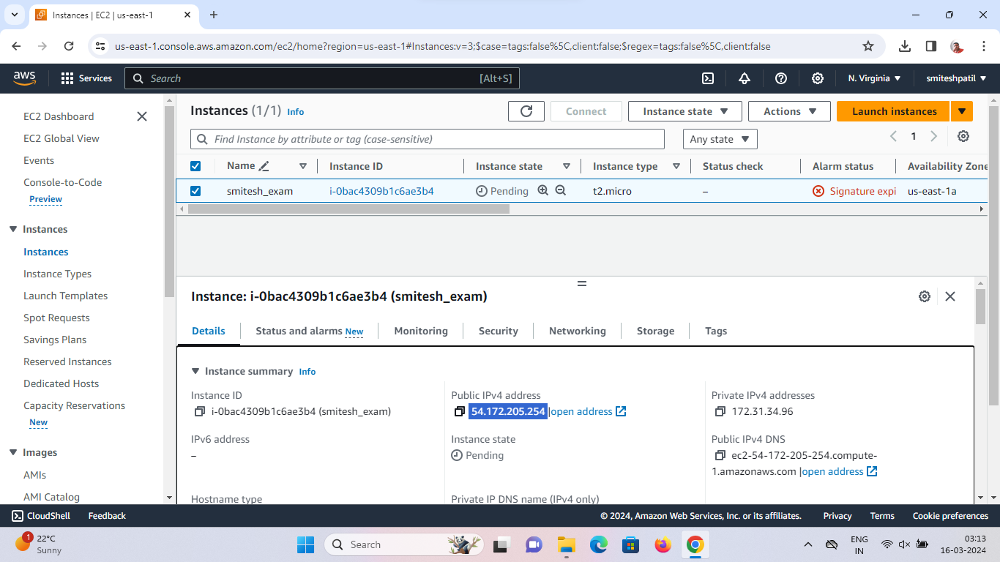 Instances | EC2 | us-east-1
us-east-1.console.aws.amazon.com/ec2/home?region=us-east-1#Instances:v=3;$case=tags:false%5C,client:false;$regex=tags:false%5C,client:false
aws
Services
Search [Alt+S]
N. Virginia
smiteshpatil
EC2 Dashboard
EC2 Global View
Events
Console-to-Code
Preview
Instances
Instances
Instance Types
Launch Templates
Spot Requests
Savings Plans
Reserved Instances
Dedicated Hosts
Capacity Reservations
New
Images
AMIs
AMI Catalog
Instances (1/1) Info
Connect
Instance state
Actions
Launch instances
Find Instance by attribute or tag (case-sensitive)
Any state
1
Name Instance ID Instance state Instance type Status check Alarm status Availability Zone
smitesh_exam i-0bac4309b1c6ae3b4 Pending t2.micro – Signature expi us-east-1a
Instance: i-0bac4309b1c6ae3b4 (smitesh_exam)
Details Status and alarms New Monitoring Security Networking Storage Tags
Instance summary Info
Instance ID
i-0bac4309b1c6ae3b4 (smitesh_exam)
Public IPv4 address
54.172.205.254 |open address
Private IPv4 addresses
172.31.34.96
IPv6 address
–
Instance state
Pending
Public IPv4 DNS
ec2-54-172-205-254.compute-
1.amazonaws.com |open address
Hostname type
Private IP DNS name (IPv4 only)
CloudShell Feedback
© 2024, Amazon Web Services, Inc. or its affiliates. Privacy Terms Cookie preferences
1
22°C
Sunny
Search
ENG
IN
03:13
16-03-2024